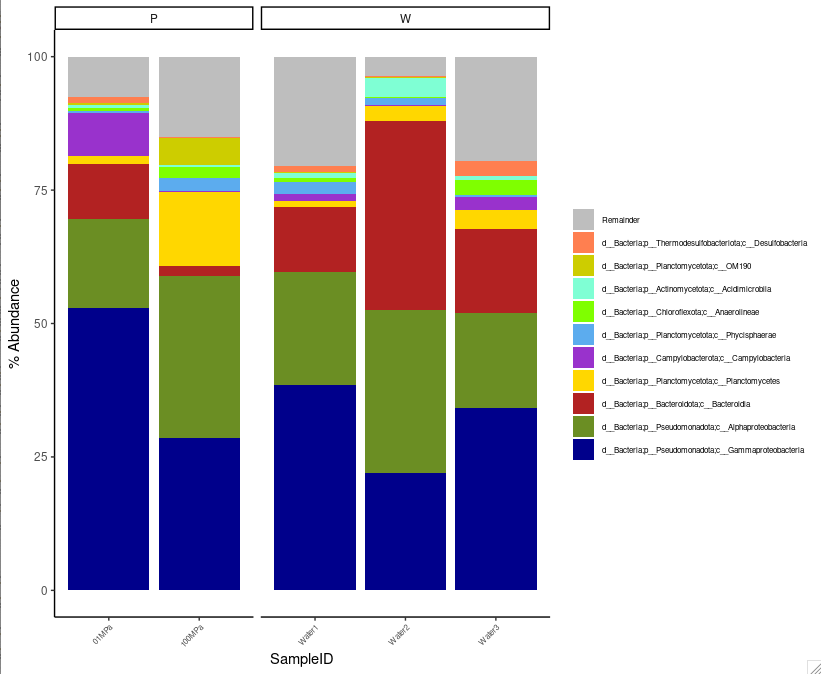 P
W
100
75
50
25
0
% Abundance
01MPa
100MPa
Water1
Water2
Water3
SampleID
Remainder
d__Bacteria;p__Thermodesulfobacteriota;c__Desulfobacteria
d__Bacteria;p__Planctomycetota;c__OM190
d__Bacteria;p__Actinomycetota;c__Acidimicrobiia
d__Bacteria;p__Chloroflexota;c__Anaerolineae
d__Bacteria;p__Planctomycetota;c__Phycisphaerae
d__Bacteria;p__Campylobacterota;c__Campylobacteria
d__Bacteria;p__Planctomycetota;c__Planctomycetes
d__Bacteria;p__Bacteroidota;c__Bacteroidia
d__Bacteria;p__Pseudomonadota;c__Alphaproteobacteria
d__Bacteria;p__Pseudomonadota;c__Gammaproteobacteria